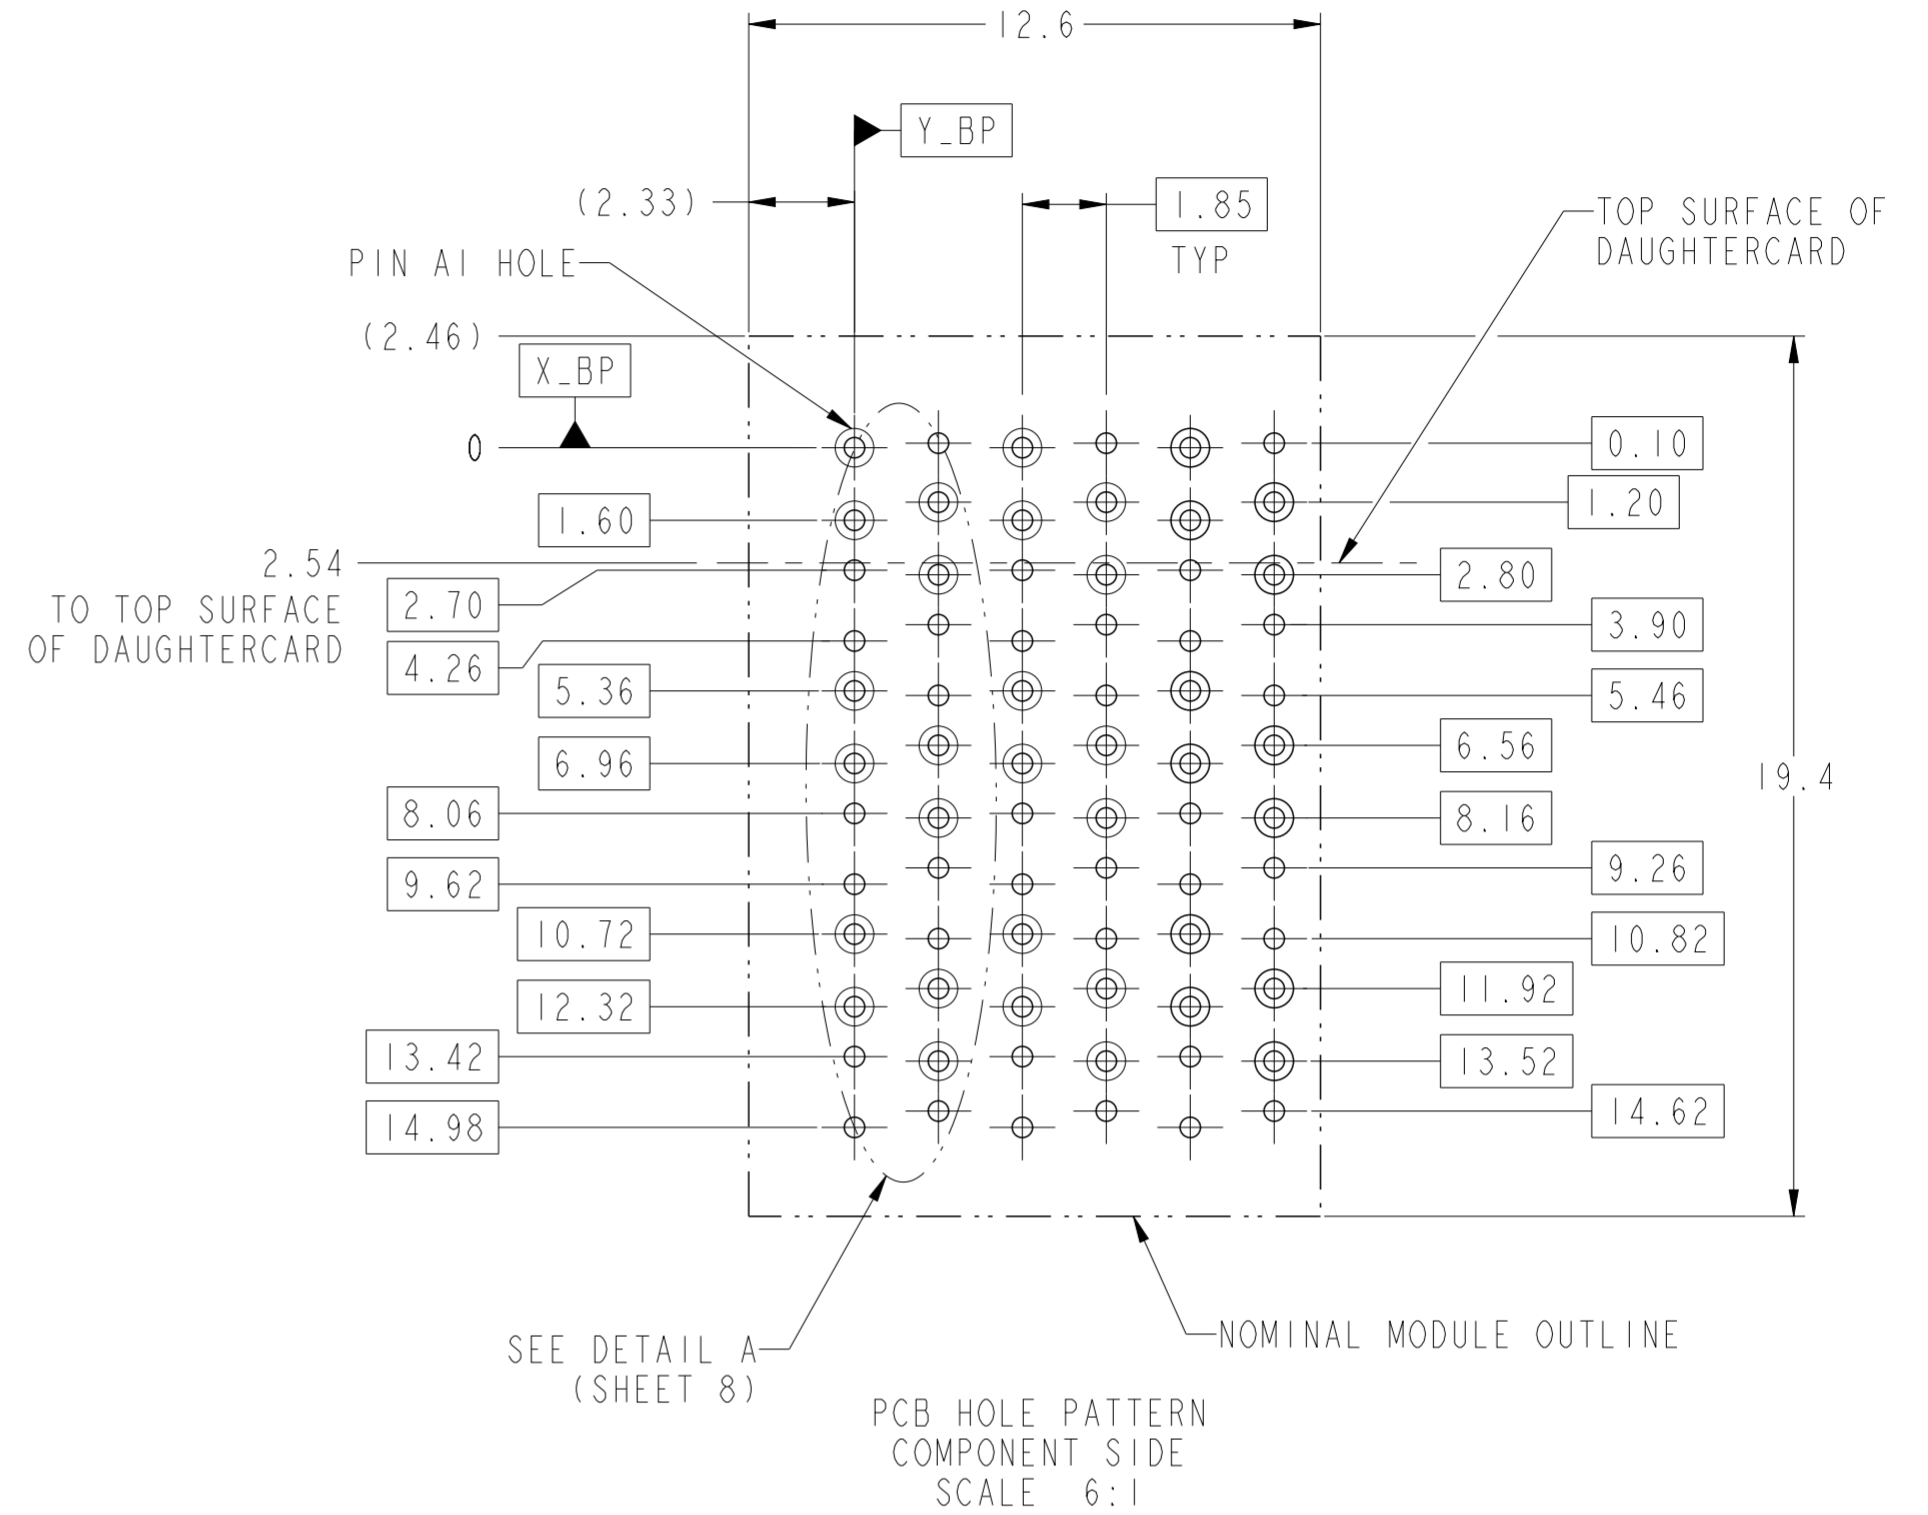 12.6
Y_BP
(2.33)
1.85
TYP
TOP SURFACE OF
DAUGHTERCARD
PIN A1 HOLE
(2.46)
X_BP
0
0.10
1.20
1.60
2.54
TO TOP SURFACE
OF DAUGHTERCARD
2.70
2.80
3.90
4.26
5.36
5.46
6.56
6.96
19.4
8.06
8.16
9.26
9.62
10.72
10.82
11.92
12.32
13.42
13.52
14.62
14.98
SEE DETAIL A
(SHEET 8)
NOMINAL MODULE OUTLINE
PCB HOLE PATTERN
COMPONENT SIDE
SCALE 6:1